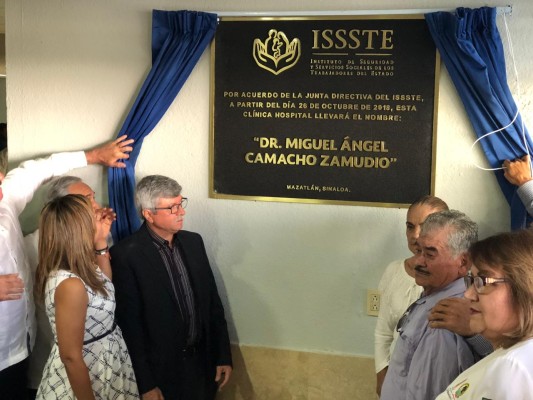 ISSSTE
INSTITUTO DE SEGURIDAD
Y SERVICIOS SOCIALES DE LOS
TRABAJADORES DEL ESTADO
POR ACUERDO DE LA JUNTA DIRECTIVA DEL ISSSTE,
A PARTIR DEL DÍA 26 DE OCTUBRE DE 2018, ESTA
CLÍNICA HOSPITAL LLEVARÁ EL NOMBRE:
"DR. MIGUEL ÁNGEL
CAMACHO ZAMUDIO"
MAZATLÁN, SINALOA.